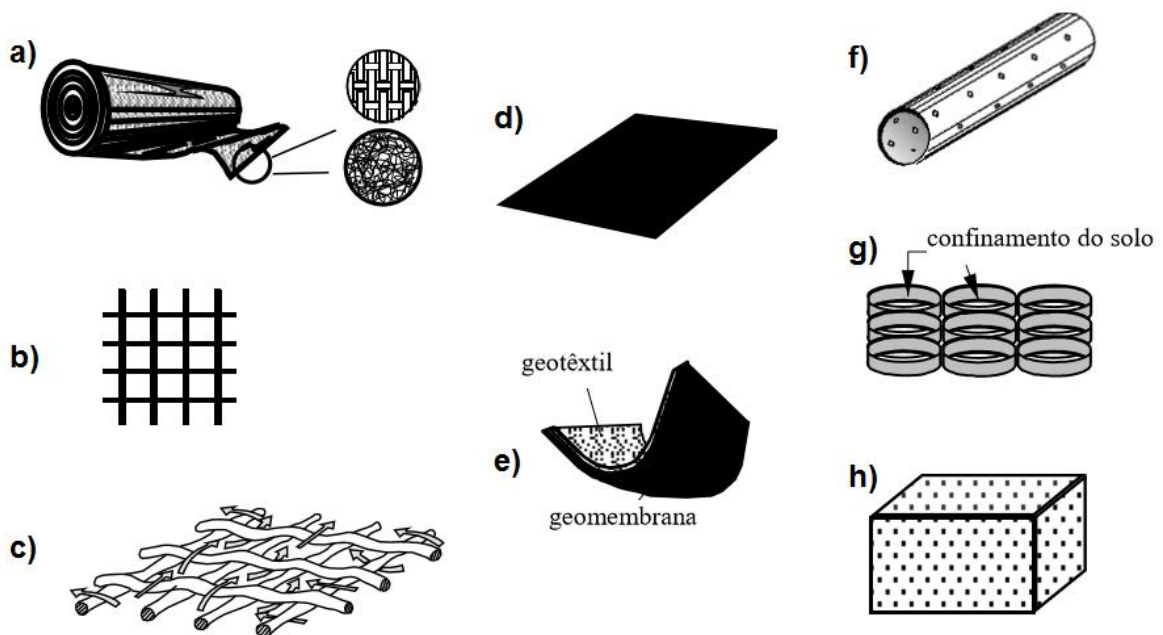 a)
b)
c)
d)
e)
geotêxtil
geomembrana
f)
g)
confinamento do solo
h)